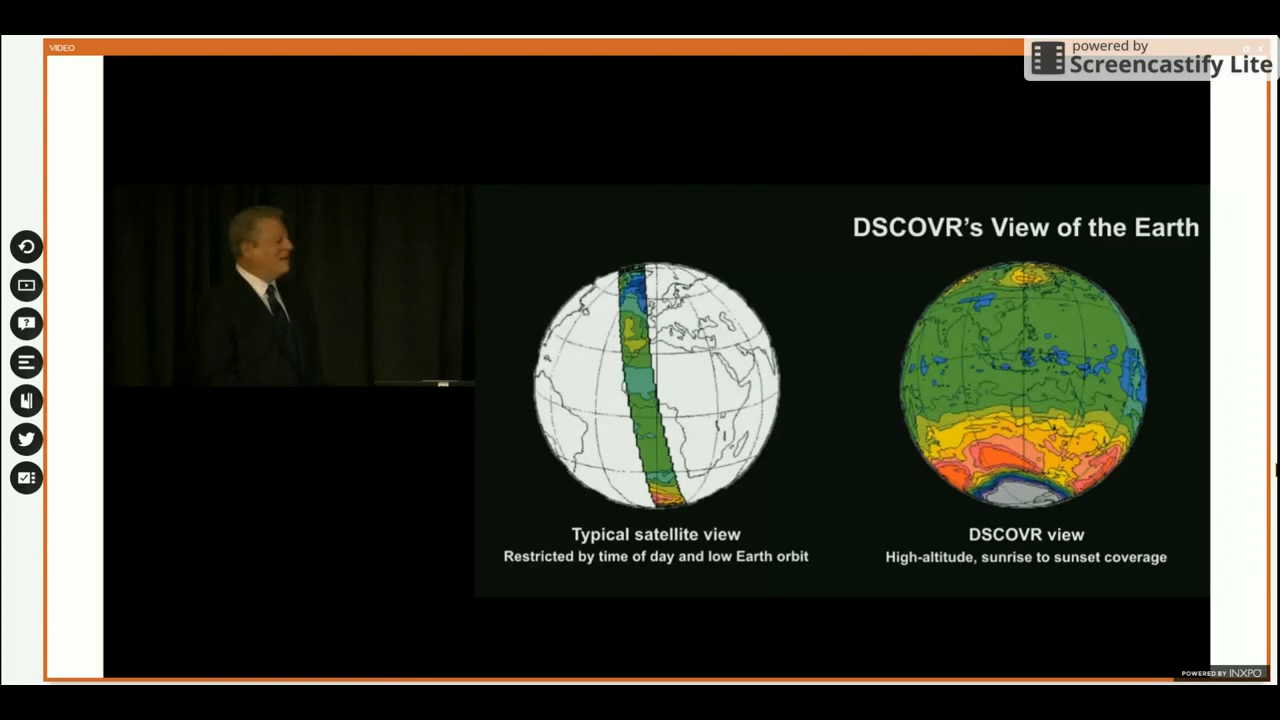 VIDEO
powered by
Screencastify Lite
DSCOVR's View of the Earth
Typical satellite view
Restricted by time of day and low Earth orbit
DSCOVR view
High-altitude, sunrise to sunset coverage
POWERED BY INXPO